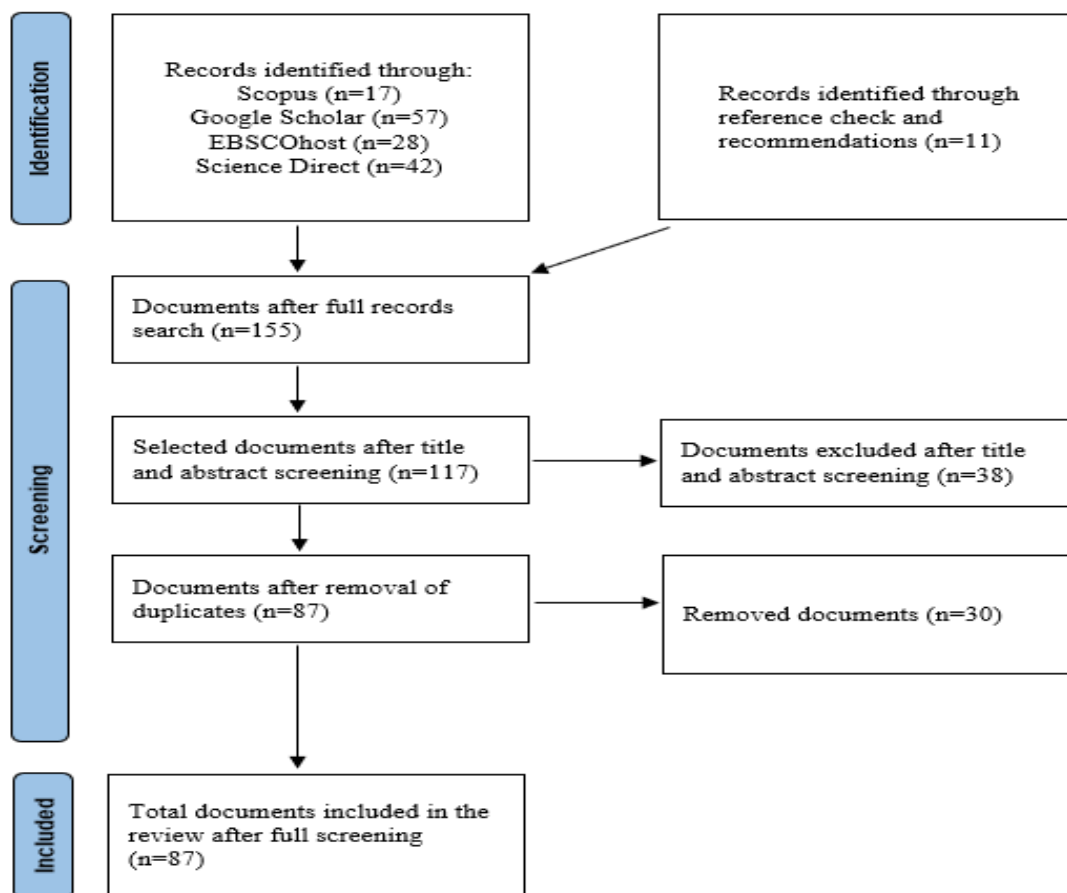 Identification
Records identified through:
Scopus (n=17)
Google Scholar (n=57)
EBSCOhost (n=28)
Science Direct (n=42)
Records identified through
reference check and
recommendations (n=11)
Screening
Documents after full records
search (n=155)
Selected documents after title
and abstract screening (n=117)
Documents excluded after title
and abstract screening (n=38)
Documents after removal of
duplicates (n=87)
Removed documents (n=30)
Included
Total documents included in the
review after full screening
(n=87)